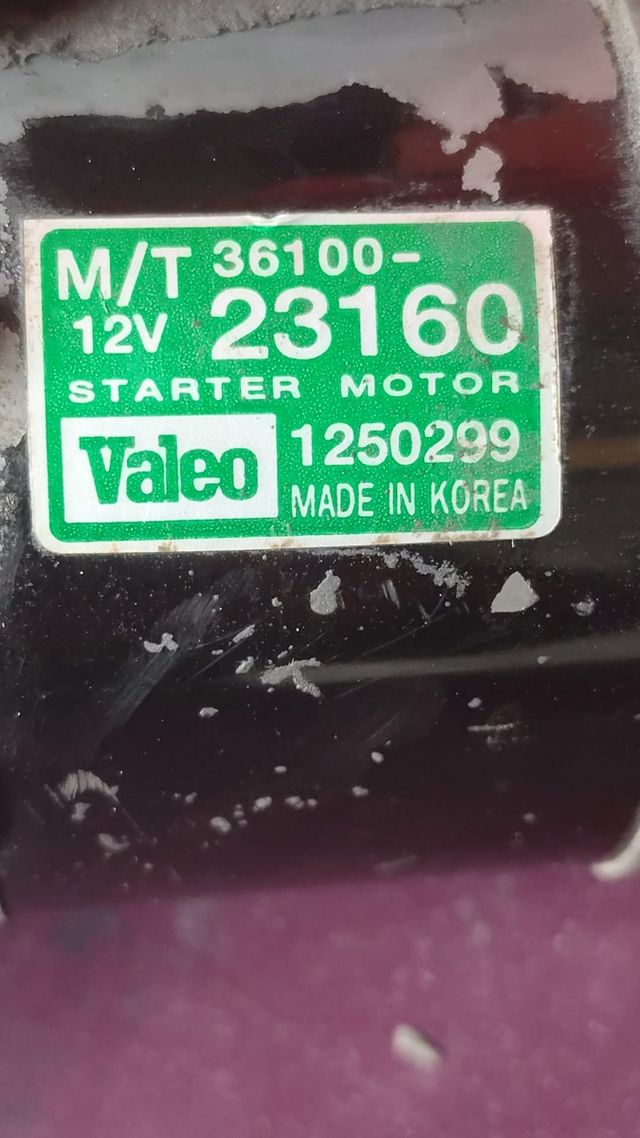 M/T 36100-
12V 23160
STARTER MOTOR
Valeo 1250299
MADE IN KOREA